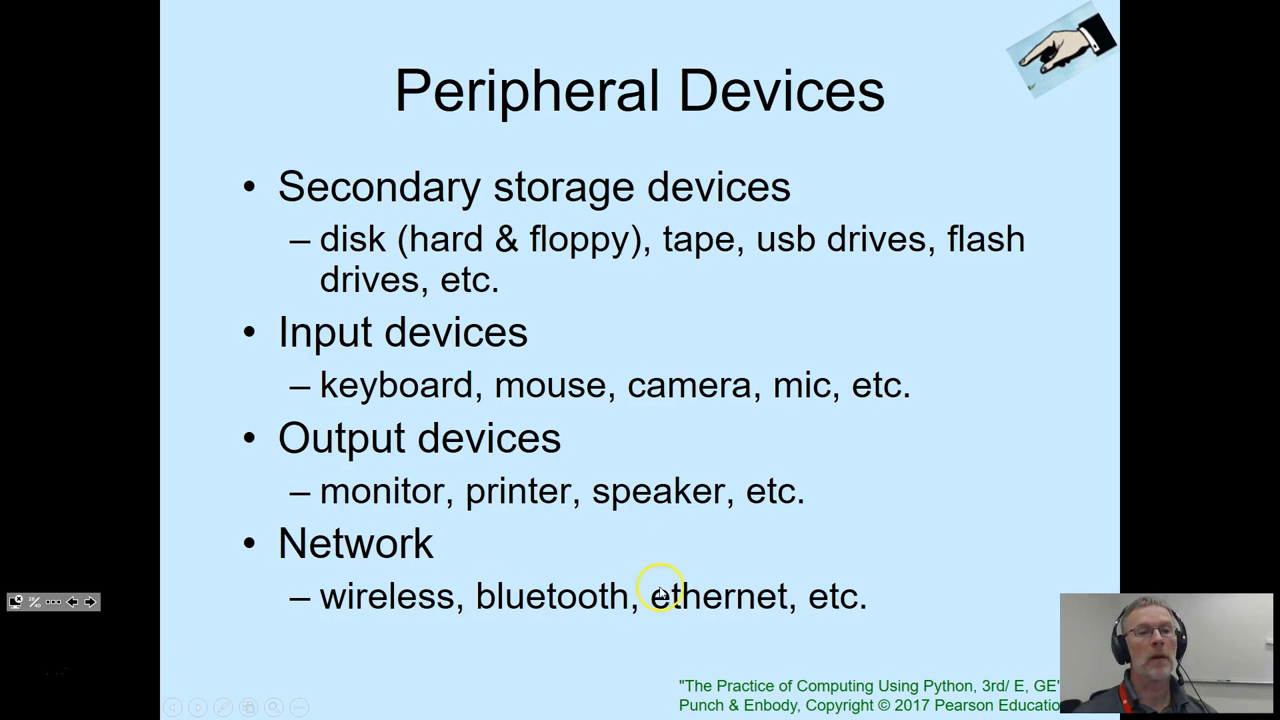 Peripheral Devices
• Secondary storage devices
– disk (hard & floppy), tape, usb drives, flash
drives, etc.
• Input devices
– keyboard, mouse, camera, mic, etc.
• Output devices
– monitor, printer, speaker, etc.
• Network
– wireless, bluetooth, ethernet, etc.
"The Practice of Computing Using Python, 3rd/ E, GE"
Punch & Enbody, Copyright © 2017 Pearson Educatio